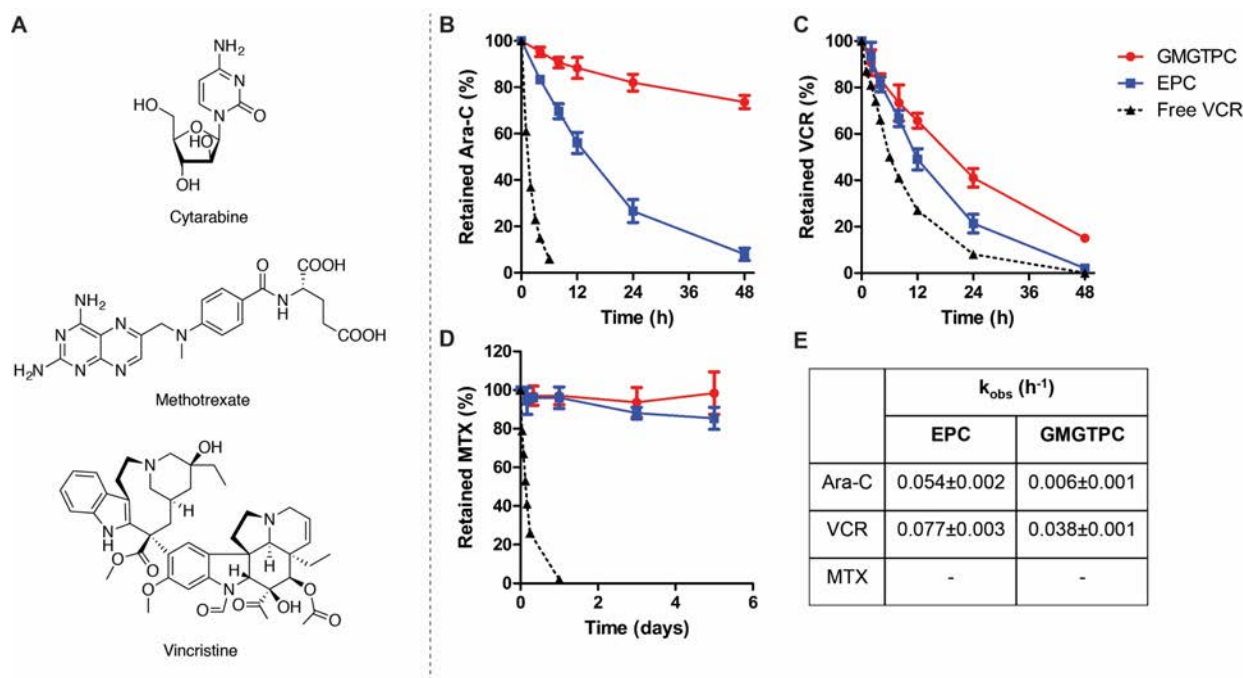 A
NH₂
N
HO
N
O
O
HO
OH
Cytarabine
O
COOH
NH₂
N
N
N
H
COOH
N
N
H₂N
N
N
Methotrexate
OH
N
H
N
H
N
O
O
H
H
O
N
O
O
OH
O
O
O
Vincristine
B
Retained Ara-C (%)
100
80
60
40
20
0
0 12 24 36 48
Time (h)
C
Retained VCR (%)
100
80
60
40
20
0
0 12 24 36 48
Time (h)
GMGTPC
EPC
Free VCR
D
Retained MTX (%)
120
100
80
60
40
20
0
0 2 4 6
Time (days)
E
kobs (h⁻¹)
EPC GMGTPC
Ara-C 0.054±0.002 0.006±0.001
VCR 0.077±0.003 0.038±0.001
MTX - -